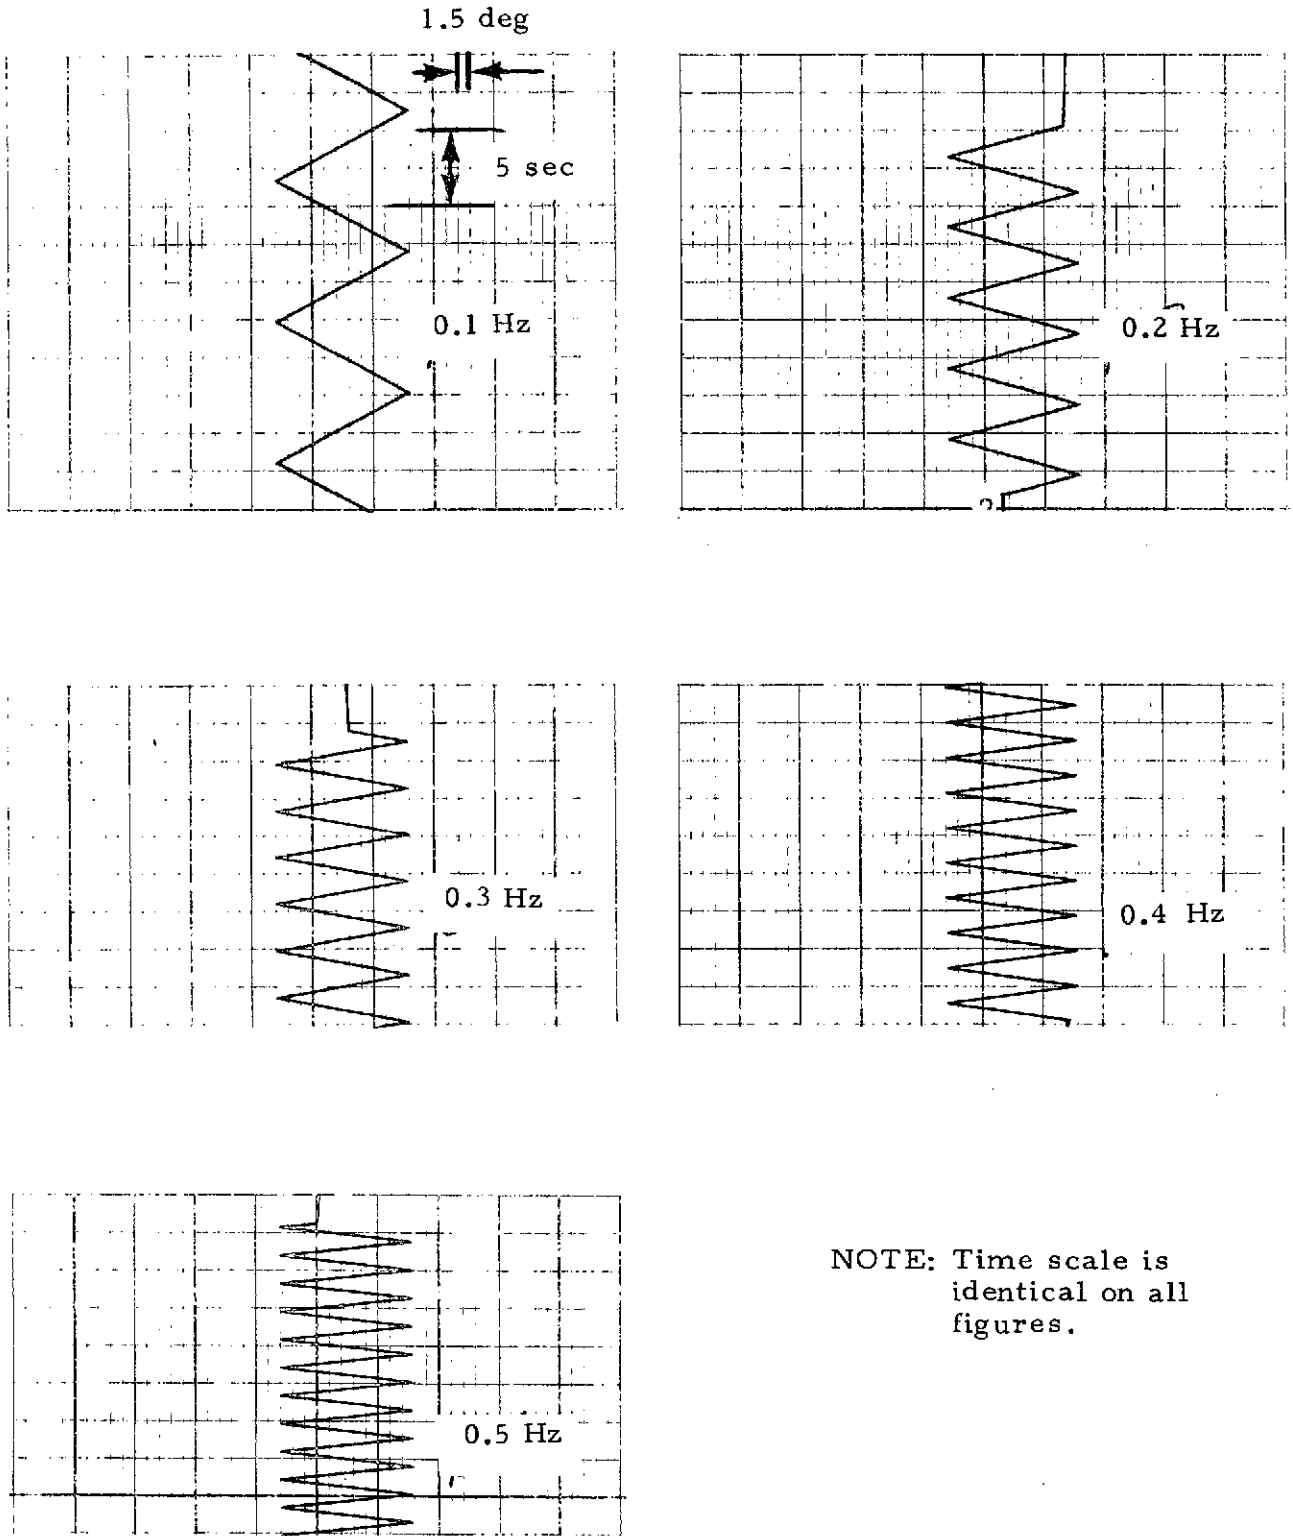 1.5 deg
5 sec
0.1 Hz
0.2 Hz
0.3 Hz
0.4 Hz
0.5 Hz
NOTE: Time scale is
identical on all
figures.